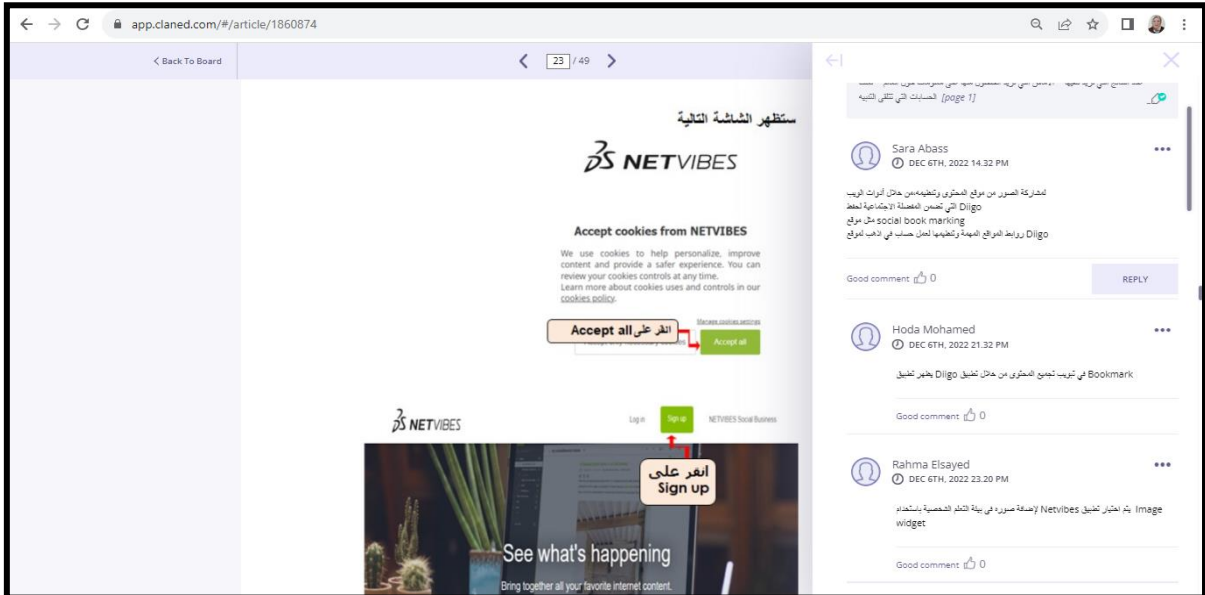 app.claned.com/#/article/1860874
Back To Board
23 / 49
ستظهر الشاشة التالية
NETVIBES
Accept cookies from NETVIBES
We use cookies to help personalize, improve
content and provide a safer experience. You can
review your cookies controls at any time.
Learn more about cookies uses and controls in our
cookies policy.
Manage cookies settings
انقر على Accept all
Accept all
NETVIBES
Log in
Sign up
NETVIBES Social Business
انقر على
Sign up
See what's happening
Bring together all your favorite internet content.
الحسابات التي تتلقى التنبيه [page 1]
Sara Abass
DEC 6TH, 2022 14.32 PM
لمشاركة الصور من موقع المحتوى وتنظيمه،من خلال أدوات الويب
التي تضمن المفضلة الاجتماعية لحفظ Diigo
مثل موقع social book marking
روابط المواقع المهمة وتنظيمها لعمل حساب في اذهب لموقع Diigo
Good comment 0
REPLY
Hoda Mohamed
DEC 6TH, 2022 21.32 PM
في تبويب تجميع المحتوى من خلال تطبيق Diigo يظهر تطبيق Bookmark
Good comment 0
Rahma Elsayed
DEC 6TH, 2022 23.20 PM
يتم اختيار تطبيق Netvibes لإضافة صوره في بيئة التعلم الشخصية باستخدام Image
widget
Good comment 0